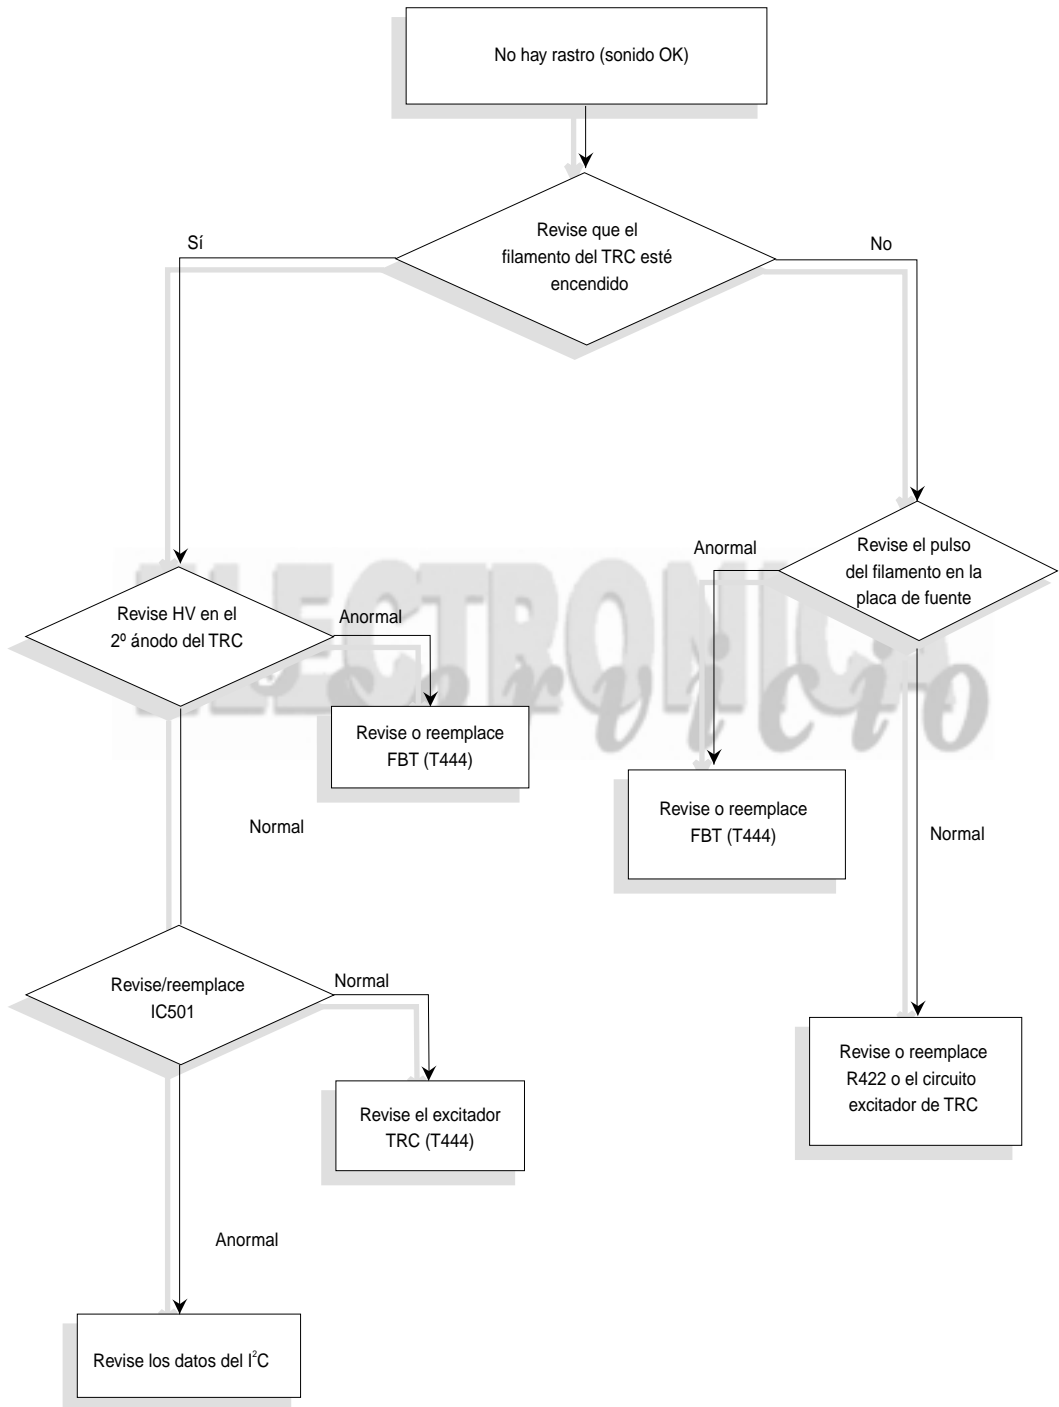 No hay rastro (sonido OK)
Revise que el
filamento del TRC esté
encendido
Sí
No
Revise el pulso
del filamento en la
placa de fuente
Anormal
Revise HV en el
2º ánodo del TRC
Anormal
Revise o reemplace
FBT (T444)
Revise o reemplace
FBT (T444)
Normal
Normal
Revise/reemplace
IC501
Normal
Revise o reemplace
R422 o el circuito
excitador de TRC
Revise el excitador
TRC (T444)
Anormal
Revise los datos del I²C
ELECTRONICA
y servicio